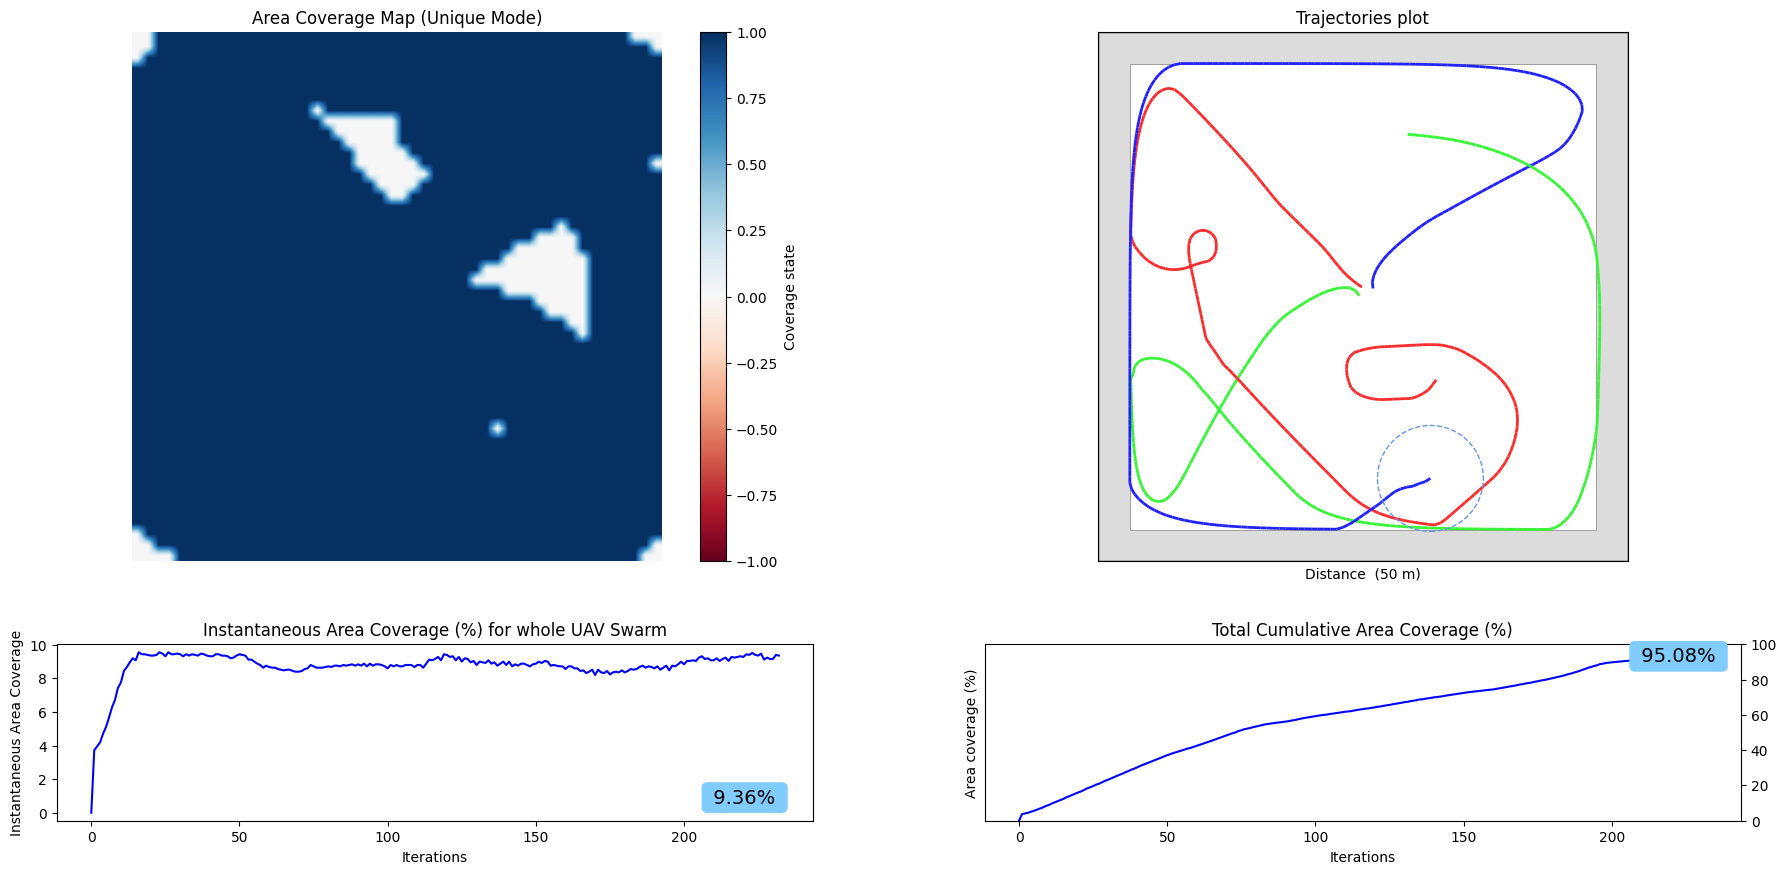 Area Coverage Map (Unique Mode)
1.00
0.75
0.50
0.25
0.00
−0.25
−0.50
−0.75
−1.00
Coverage state
Trajectories plot
Distance  (50 m)
Instantaneous Area Coverage (%) for whole UAV Swarm
Instantaneous Area Coverage
10
8
6
4
2
0
9.36%
0 50 100 150 200
Iterations
Total Cumulative Area Coverage (%)
Area coverage (%)
95.08%
100
80
60
40
20
0
0 50 100 150 200
Iterations